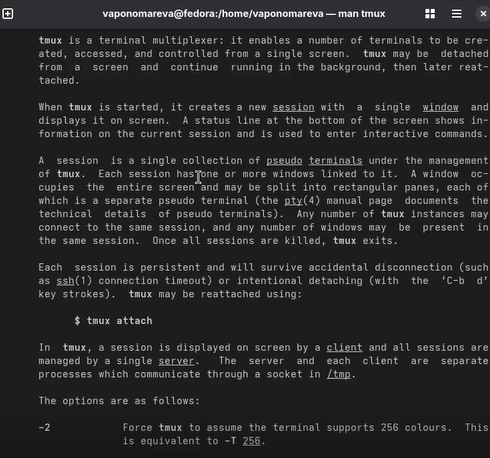 vaponomareva@fedora:/home/vaponomareva — man tmux
tmux is a terminal multiplexer: it enables a number of terminals to be cre‐
ated, accessed, and controlled from a single screen. tmux may be detached
from a screen and continue running in the background, then later reat‐
tached.
When tmux is started, it creates a new session with a single window and
displays it on screen. A status line at the bottom of the screen shows in‐
formation on the current session and is used to enter interactive commands.
A session is a single collection of pseudo terminals under the management
of tmux. Each session has one or more windows linked to it. A window oc‐
cupies the entire screen and may be split into rectangular panes, each of
which is a separate pseudo terminal (the pty(4) manual page documents the
technical details of pseudo terminals). Any number of tmux instances may
connect to the same session, and any number of windows may be present in
the same session. Once all sessions are killed, tmux exits.
Each session is persistent and will survive accidental disconnection (such
as ssh(1) connection timeout) or intentional detaching (with the ‘C-b d’
key strokes). tmux may be reattached using:
$ tmux attach
In tmux, a session is displayed on screen by a client and all sessions are
managed by a single server. The server and each client are separate
processes which communicate through a socket in /tmp.
The options are as follows:
-2 Force tmux to assume the terminal supports 256 colours. This
is equivalent to -T 256.